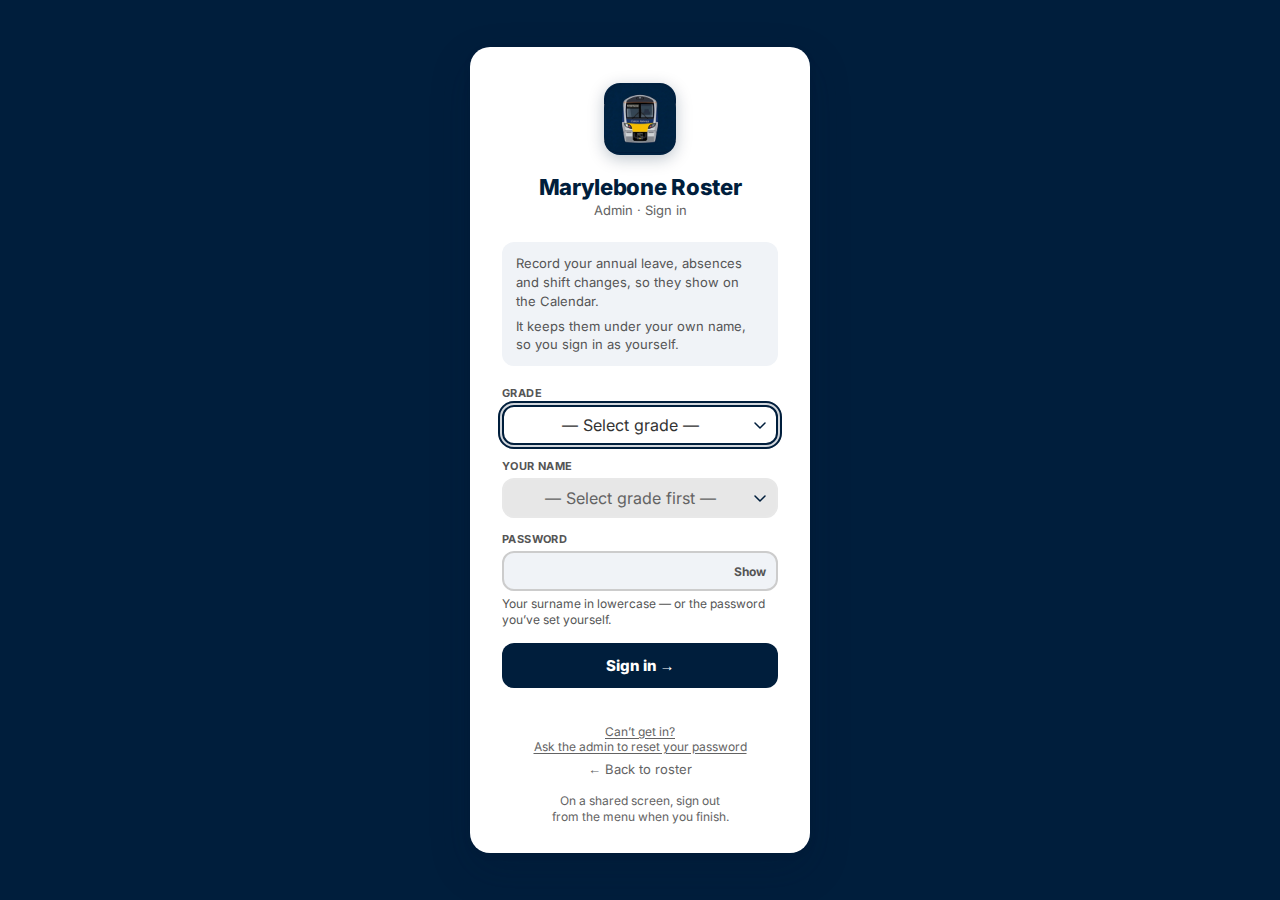 Marylebone Roster
Admin · Sign in
Record your annual leave, absences
and shift changes, so they show on
the Calendar.
It keeps them under your own name,
so you sign in as yourself.
GRADE
— Select grade —
YOUR NAME
— Select grade first —
PASSWORD
Show
Your surname in lowercase — or the password
you've set yourself.
Sign in →
Can't get in?
Ask the admin to reset your password
← Back to roster
On a shared screen, sign out
from the menu when you finish.